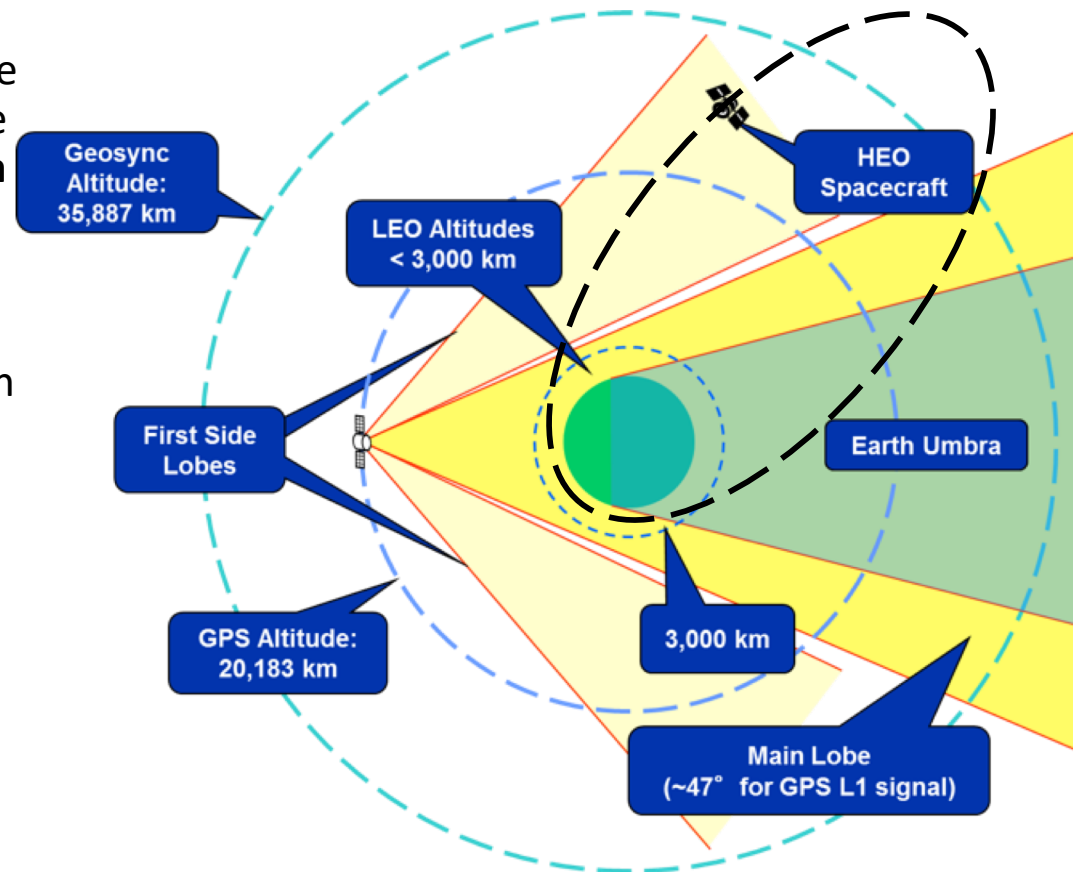 e
e
Geosync
Altitude:
35,887 km
HEO
Spacecraft
LEO Altitudes
< 3,000 km
n
First Side
Lobes
Earth Umbra
GPS Altitude:
20,183 km
3,000 km
Main Lobe
(~47° for GPS L1 signal)